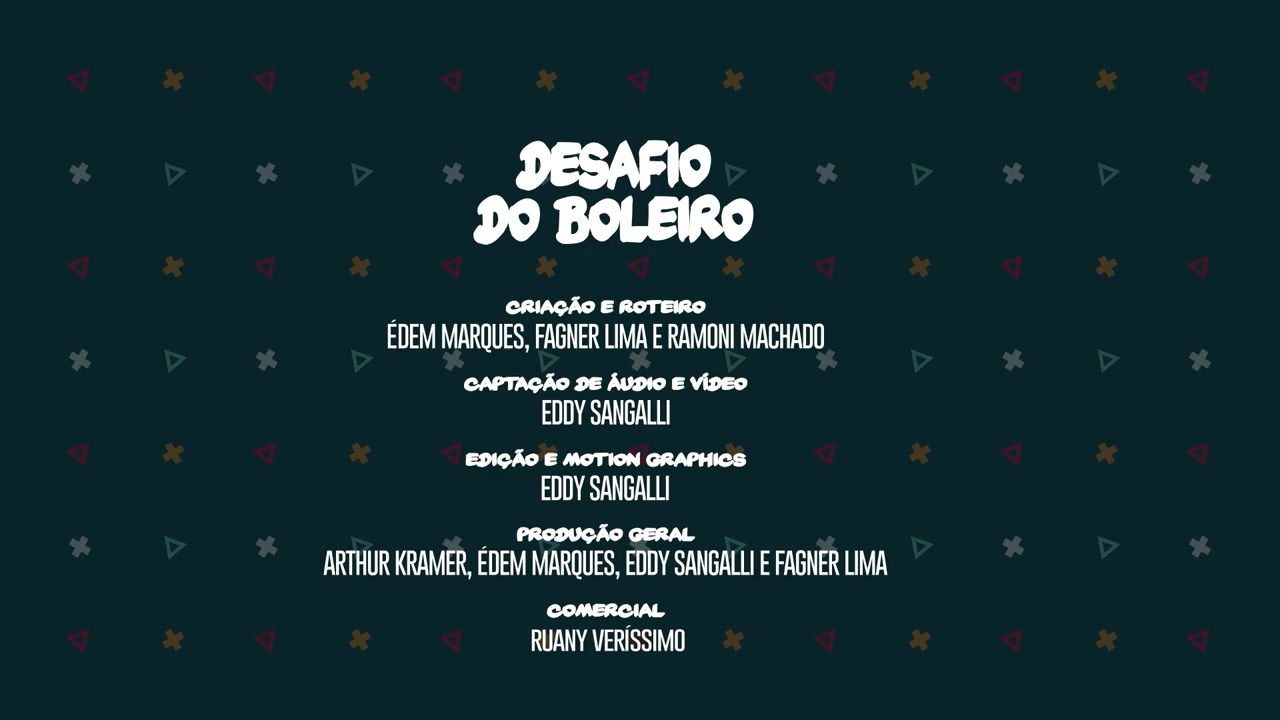 DESAFIO
DO BOLEIRO
CRIAÇÃO E ROTEIRO
ÉDEM MARQUES, FAGNER LIMA E RAMONI MACHADO
CAPTAÇÃO DE ÁUDIO E VÍDEO
EDDY SANGALLI
EDIÇÃO E MOTION GRAPHICS
EDDY SANGALLI
PRODUÇÃO GERAL
ARTHUR KRAMER, ÉDEM MARQUES, EDDY SANGALLI E FAGNER LIMA
COMERCIAL
RUANY VERÍSSIMO